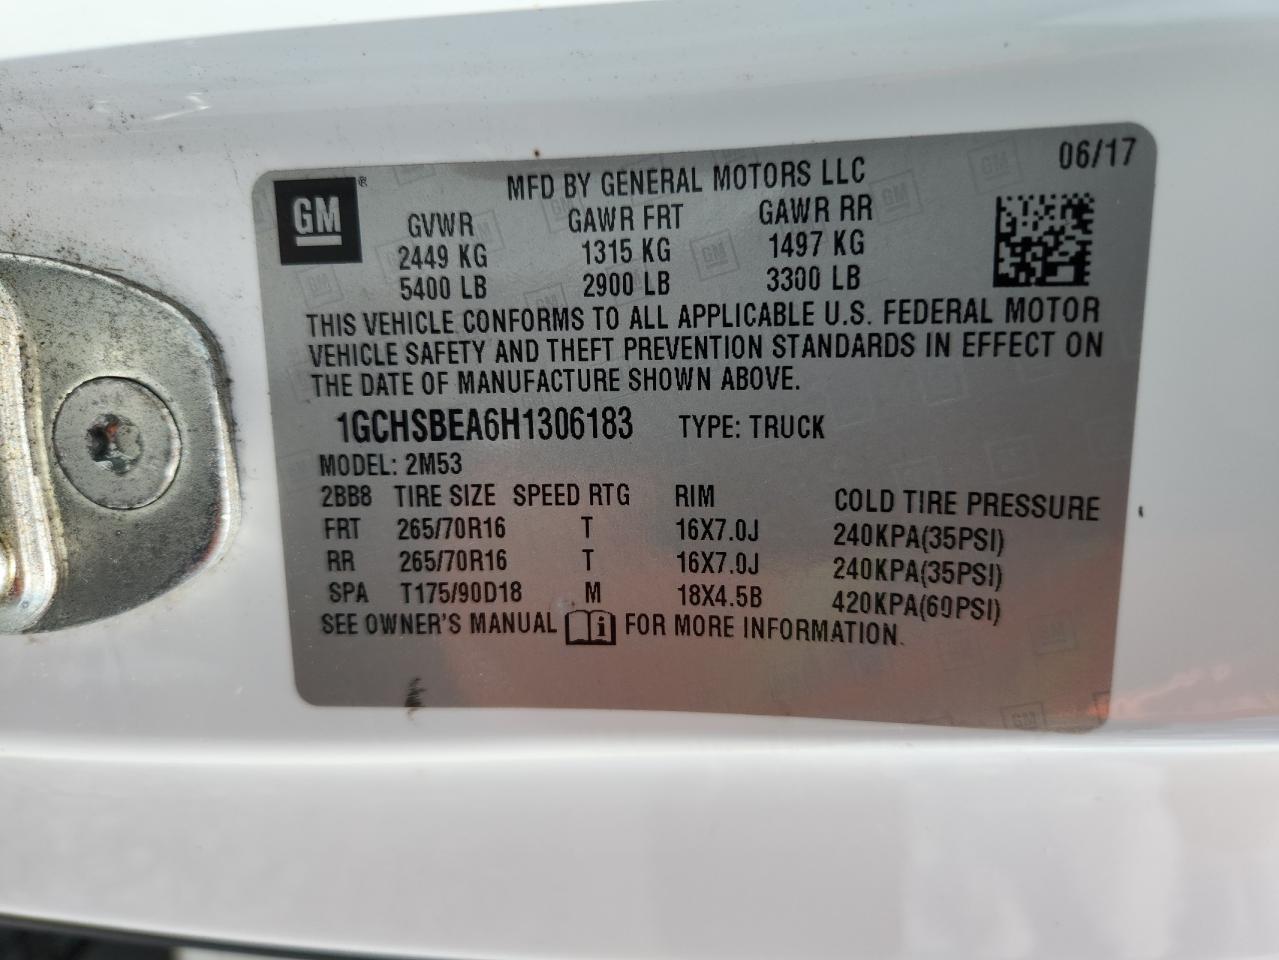 06/17
GM® MFD BY GENERAL MOTORS LLC
GVWR GAWR FRT GAWR RR
2449 KG 1315 KG 1497 KG
5400 LB 2900 LB 3300 LB
THIS VEHICLE CONFORMS TO ALL APPLICABLE U.S. FEDERAL MOTOR
VEHICLE SAFETY AND THEFT PREVENTION STANDARDS IN EFFECT ON
THE DATE OF MANUFACTURE SHOWN ABOVE.
1GCHSBEA6H1306183 TYPE: TRUCK
MODEL: 2M53
2BB8 TIRE SIZE SPEED RTG RIM COLD TIRE PRESSURE
FRT 265/70R16 T 16X7.0J 240KPA(35PSI)
RR 265/70R16 T 16X7.0J 240KPA(35PSI)
SPA T175/90D18 M 18X4.5B 420KPA(60PSI)
SEE OWNER'S MANUAL i FOR MORE INFORMATION.